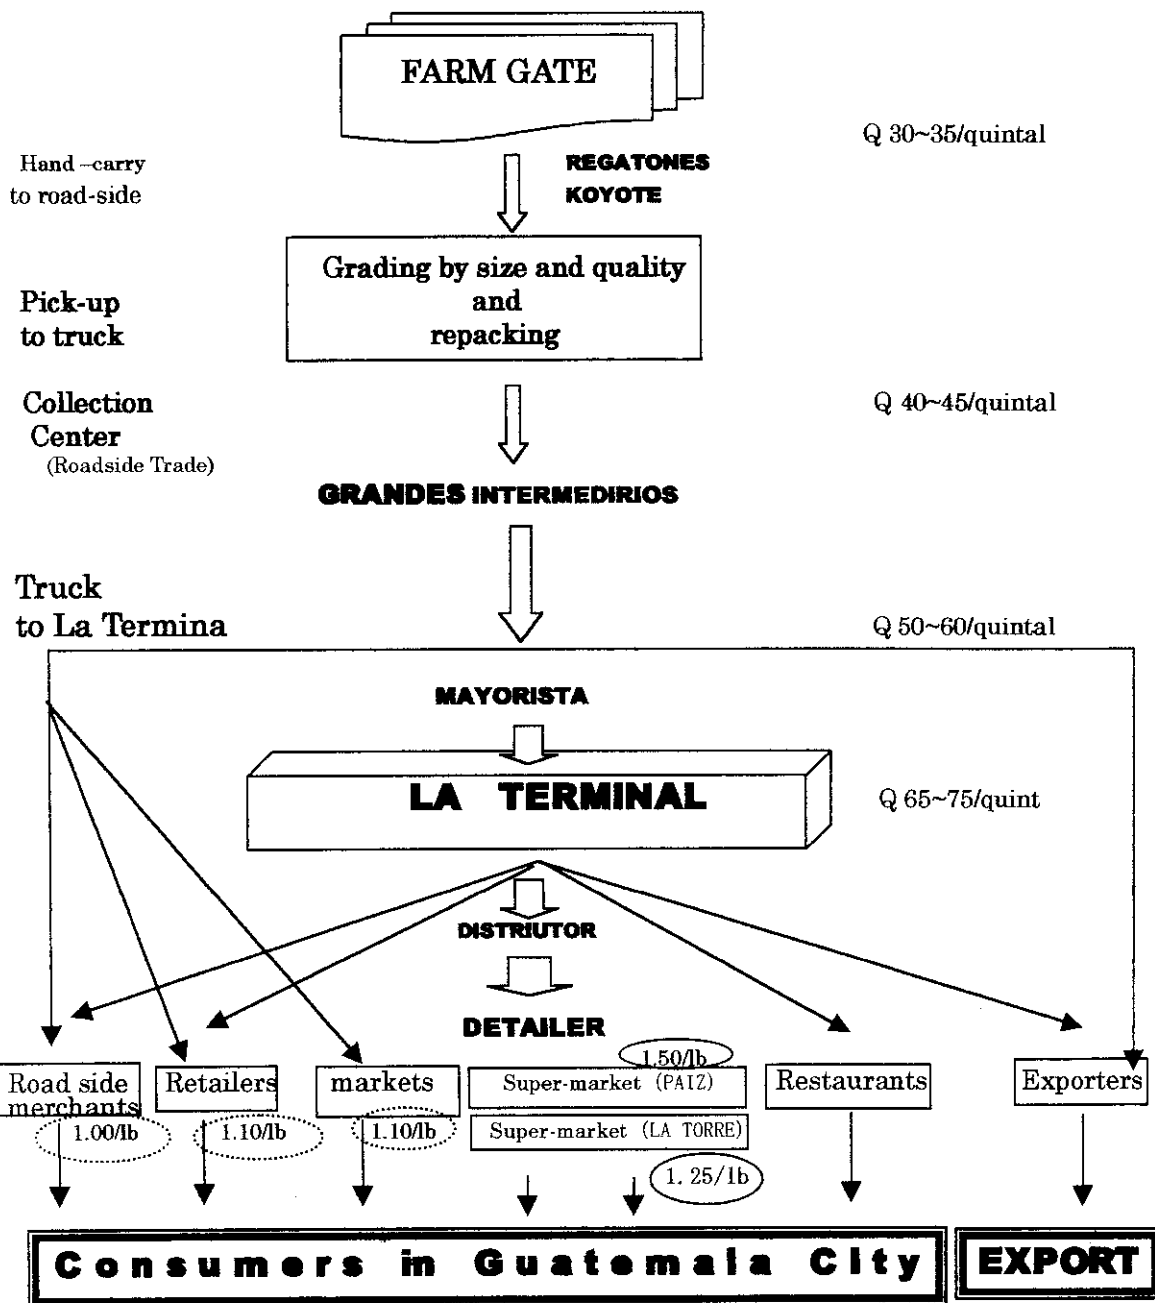 FARM GATE
Q 30~35/quintal
Hand–carry
to road-side
REGATONES
KOYOTE
Grading by size and quality
and
repacking
Pick-up
to truck
Collection
Center
(Roadside Trade)
Q 40~45/quintal
GRANDES INTERMEDIRIOS
Truck
to La Termina
Q 50~60/quintal
MAYORISTA
LA TERMINAL
Q 65~75/quint
DISTRIUTOR
DETAILER
1.50/lb
Road side
merchants
Retailers
markets
Super-market (PAIZ)
Restaurants
Exporters
1.00/lb
1.10/lb
1.10/lb
Super-market (LA TORRE)
1.25/lb
Consumers in Guatemala City
EXPORT